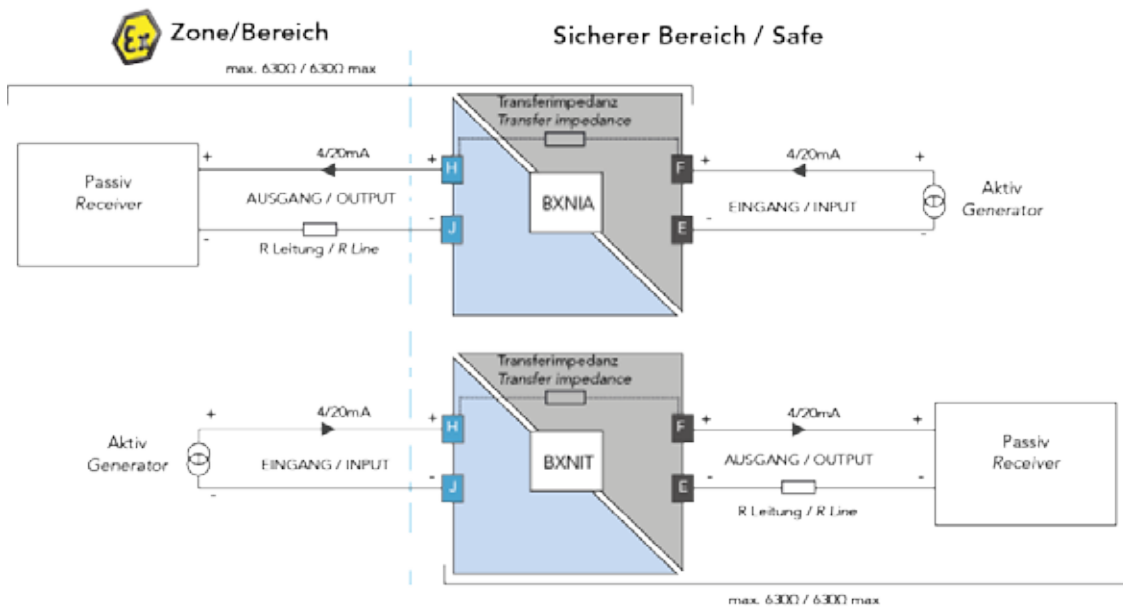 Ex Zone/Bereich
Sicherer Bereich / Safe
max. 630Ω / 630Ω max
Transferimpedanz
Transfer impedance
Passiv
Receiver
+ 4/20mA +
AUSGANG / OUTPUT
- -
R Leitung / R Line
H
J
BXNIA
F
E
+ 4/20mA +
EINGANG / INPUT
- -
Aktiv
Generator
Transferimpedanz
Transfer impedance
Aktiv
Generator
+ 4/20mA +
EINGANG / INPUT
- -
H
J
BXNIT
F
E
+ 4/20mA +
AUSGANG / OUTPUT
- -
R Leitung / R Line
Passiv
Receiver
max. 630Ω / 630Ω max